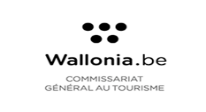 Wallonia.be
COMMISSARIAT
GÉNÉRAL AU TOURISME